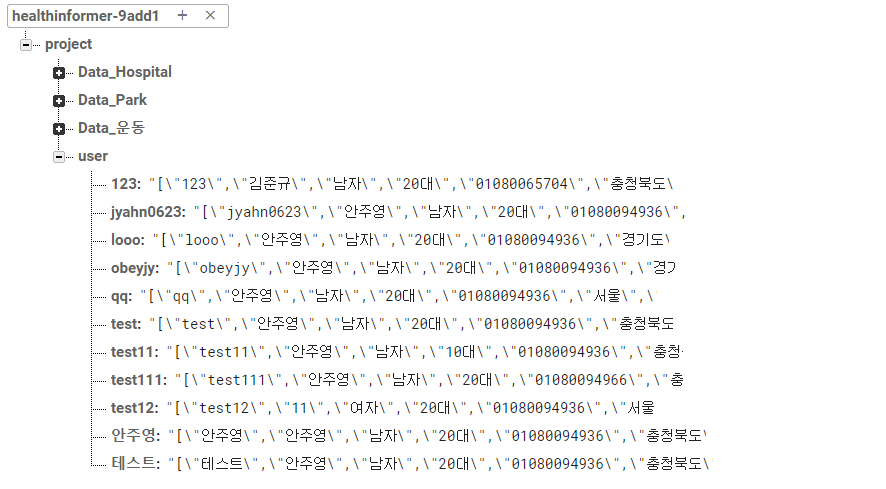 healthinformer-9add1 + ×
project
Data_Hospital
Data_Park
Data_운동
user
123: "[\"123\",\"김준규\",\"남자\",\"20대\",\"01080065704\",\"충청북도\
jyahn0623: "[\"jyahn0623\",\"안주영\",\"남자\",\"20대\",\"01080094936\",
looo: "[\"looo\",\"안주영\",\"남자\",\"20대\",\"01080094936\",\"경기도\
obeyjy: "[\"obeyjy\",\"안주영\",\"남자\",\"20대\",\"01080094936\",\"경기
qq: "[\"qq\",\"안주영\",\"남자\",\"20대\",\"01080094936\",\"서울\",\"
test: "[\"test\",\"안주영\",\"남자\",\"20대\",\"01080094936\",\"충청북도
test11: "[\"test11\",\"안주영\",\"남자\",\"10대\",\"01080094936\",\"충청
test111: "[\"test111\",\"안주영\",\"남자\",\"20대\",\"01080094966\",\"충
test12: "[\"test12\",\"11\",\"여자\",\"20대\",\"01080094936\",\"서울
안주영: "[\"안주영\",\"안주영\",\"남자\",\"20대\",\"01080094936\",\"충청북도\
테스트: "[\"테스트\",\"안주영\",\"남자\",\"20대\",\"01080094936\",\"충청북도\